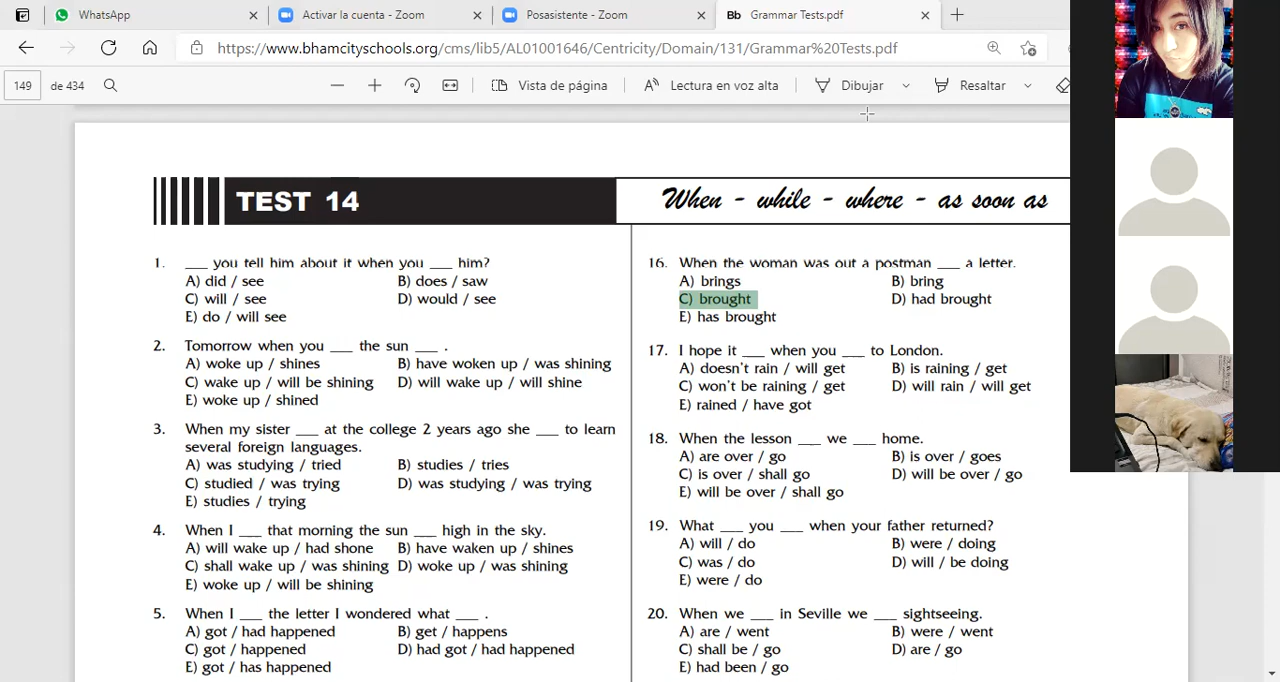 WhatsApp
Activar la cuenta - Zoom
Posasistente - Zoom
Bb
Grammar Tests.pdf
https://www.bhamcityschools.org/cms/lib5/AL01001646/Centricity/Domain/131/Grammar%20Tests.pdf
149
de 434
Vista de página
Lectura en voz alta
Dibujar
Resaltar
TEST 14
When - while - where - as soon as
1. ___ you tell him about it when you ___ him?
A) did / see B) does / saw
C) will / see D) would / see
E) do / will see
2. Tomorrow when you ___ the sun ___ .
A) woke up / shines B) have woken up / was shining
C) wake up / will be shining D) will wake up / will shine
E) woke up / shined
3. When my sister ___ at the college 2 years ago she ___ to learn
several foreign languages.
A) was studying / tried B) studies / tries
C) studied / was trying D) was studying / was trying
E) studies / trying
4. When I ___ that morning the sun ___ high in the sky.
A) will wake up / had shone B) have waken up / shines
C) shall wake up / was shining D) woke up / was shining
E) woke up / will be shining
5. When I ___ the letter I wondered what ___ .
A) got / had happened B) get / happens
C) got / happened D) had got / had happened
E) got / has happened
16. When the woman was out a postman ___ a letter.
A) brings B) bring
C) brought D) had brought
E) has brought
17. I hope it ___ when you ___ to London.
A) doesn't rain / will get B) is raining / get
C) won't be raining / get D) will rain / will get
E) rained / have got
18. When the lesson ___ we ___ home.
A) are over / go B) is over / goes
C) is over / shall go D) will be over / go
E) will be over / shall go
19. What ___ you ___ when your father returned?
A) will / do B) were / doing
C) was / do D) will / be doing
E) were / do
20. When we ___ in Seville we ___ sightseeing.
A) are / went B) were / went
C) shall be / go D) are / go
E) had been / go